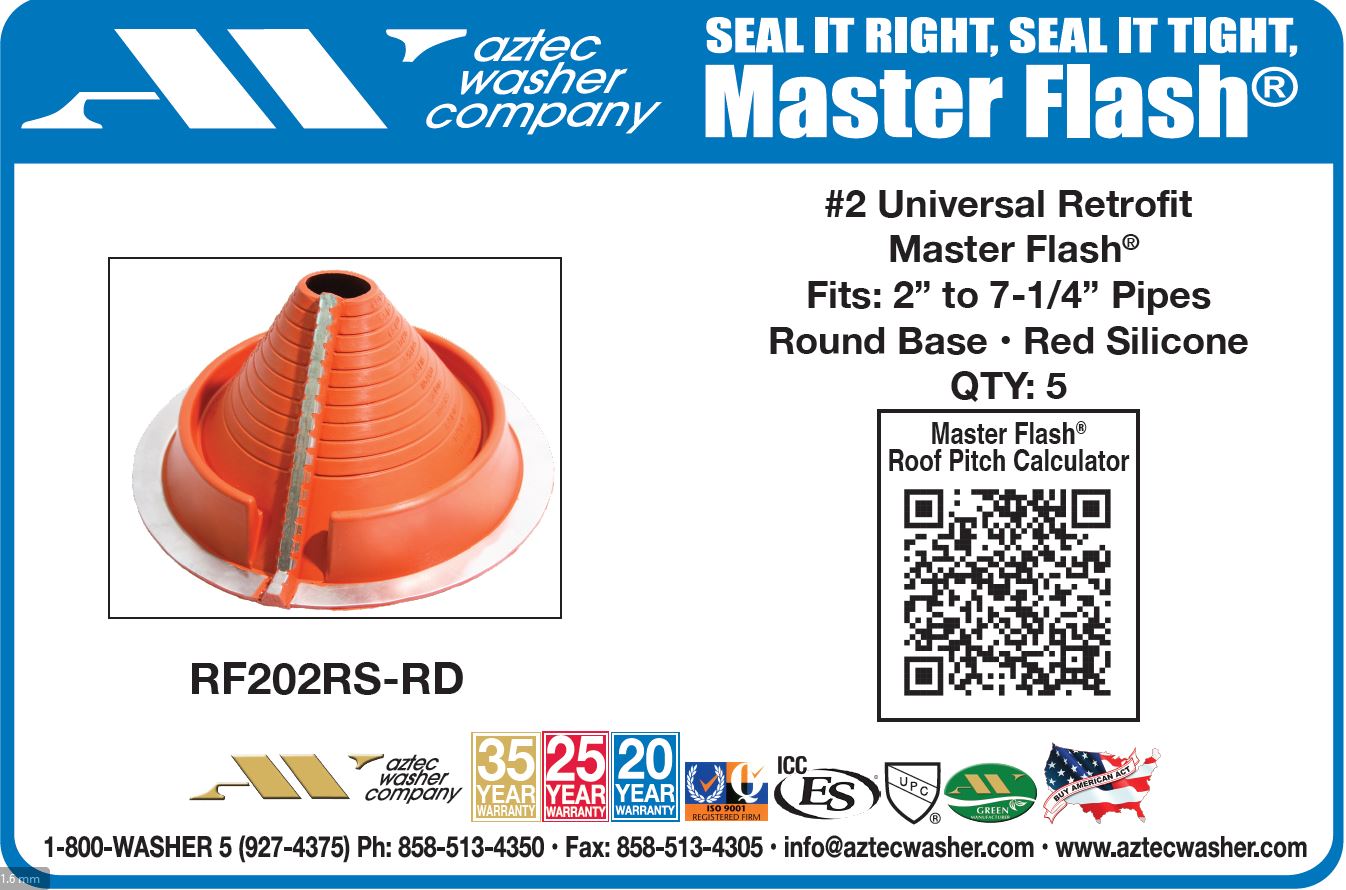 aztec
washer
company
SEAL IT RIGHT, SEAL IT TIGHT,
Master Flash®
#2 Universal Retrofit
Master Flash®
Fits: 2” to 7-1/4” Pipes
Round Base • Red Silicone
QTY: 5
Master Flash®
Roof Pitch Calculator
RF202RS-RD
aztec
washer
company
35
YEAR
WARRANTY
25
YEAR
WARRANTY
20
YEAR
WARRANTY
Q
ISO 9001
REGISTERED FIRM
ICC
ES®
UPC
®
GREEN
MANUFACTURER
BUY AMERICAN ACT
1-800-WASHER 5 (927-4375) Ph: 858-513-4350 • Fax: 858-513-4305 • info@aztecwasher.com • www.aztecwasher.com
1.6 mm